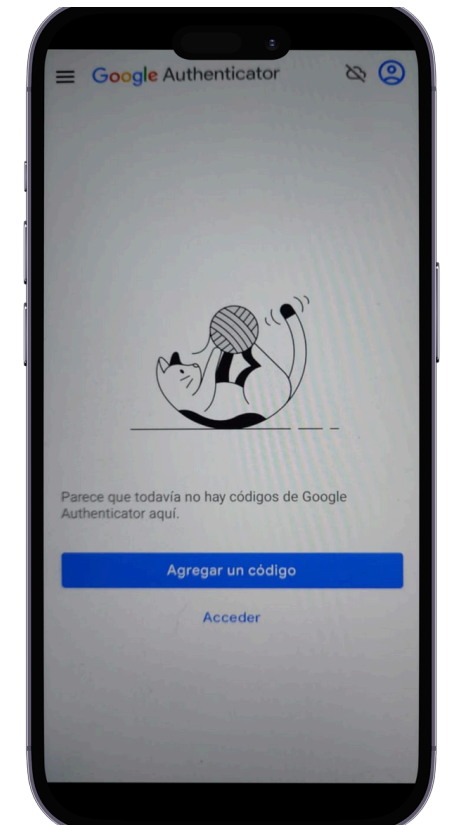 Google Authenticator
Parece que todavía no hay códigos de Google
Authenticator aquí.
Agregar un código
Acceder